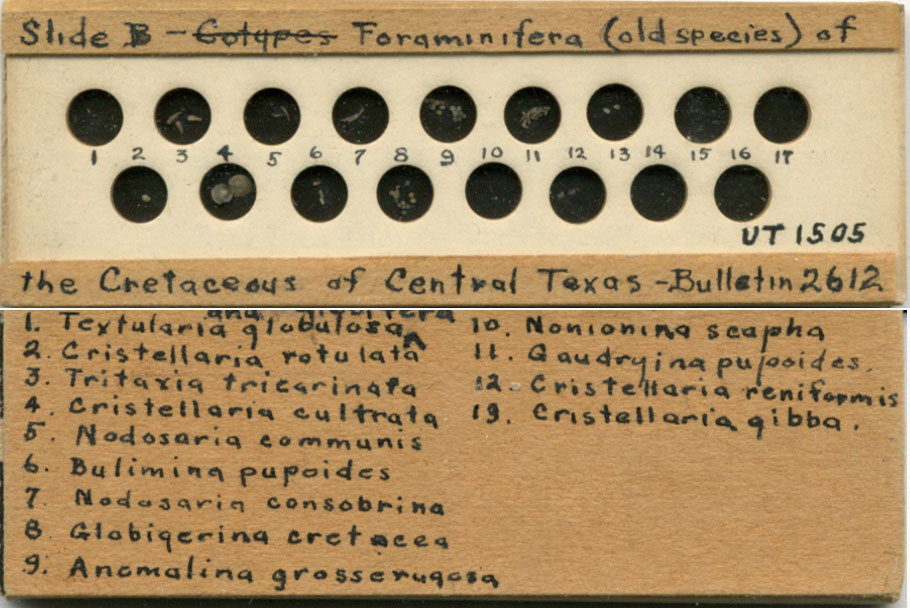 Slide B - Cotypes Foraminifera (old species) of
1 2 3 4 5 6 7 8 9 10 11 12 13 14 15 16 17
UT 1505
the Cretaceous of Central Texas - Bulletin 2612
and
1. Textularia globulosa ^
2. Cristellaria rotulata
3. Tritaxia tricarinata
4. Cristellaria cultrata
5. Nodosaria communis
6. Bulimina pupoides
7. Nodosaria consobrina
8 Globigerina cretacea
9. Anomalina grosserugosa
10. Nonionina scapha
11. Gaudryina pupoides.
12. Cristellaria reniformis
13. Cristellaria gibba.